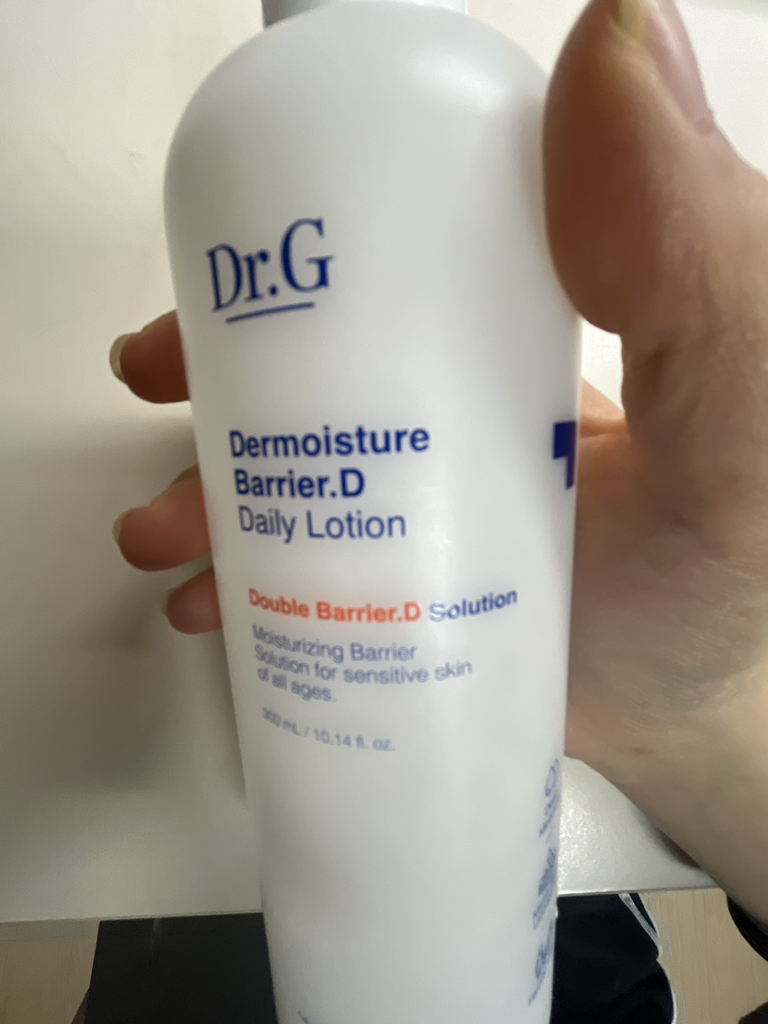 Dr.G
Dermoisture
Barrier.D
Daily Lotion
Double Barrier.D Solution
Moisturizing Barrier
Solution for sensitive skin
of all ages.
300 mL / 10.14 fl. oz.